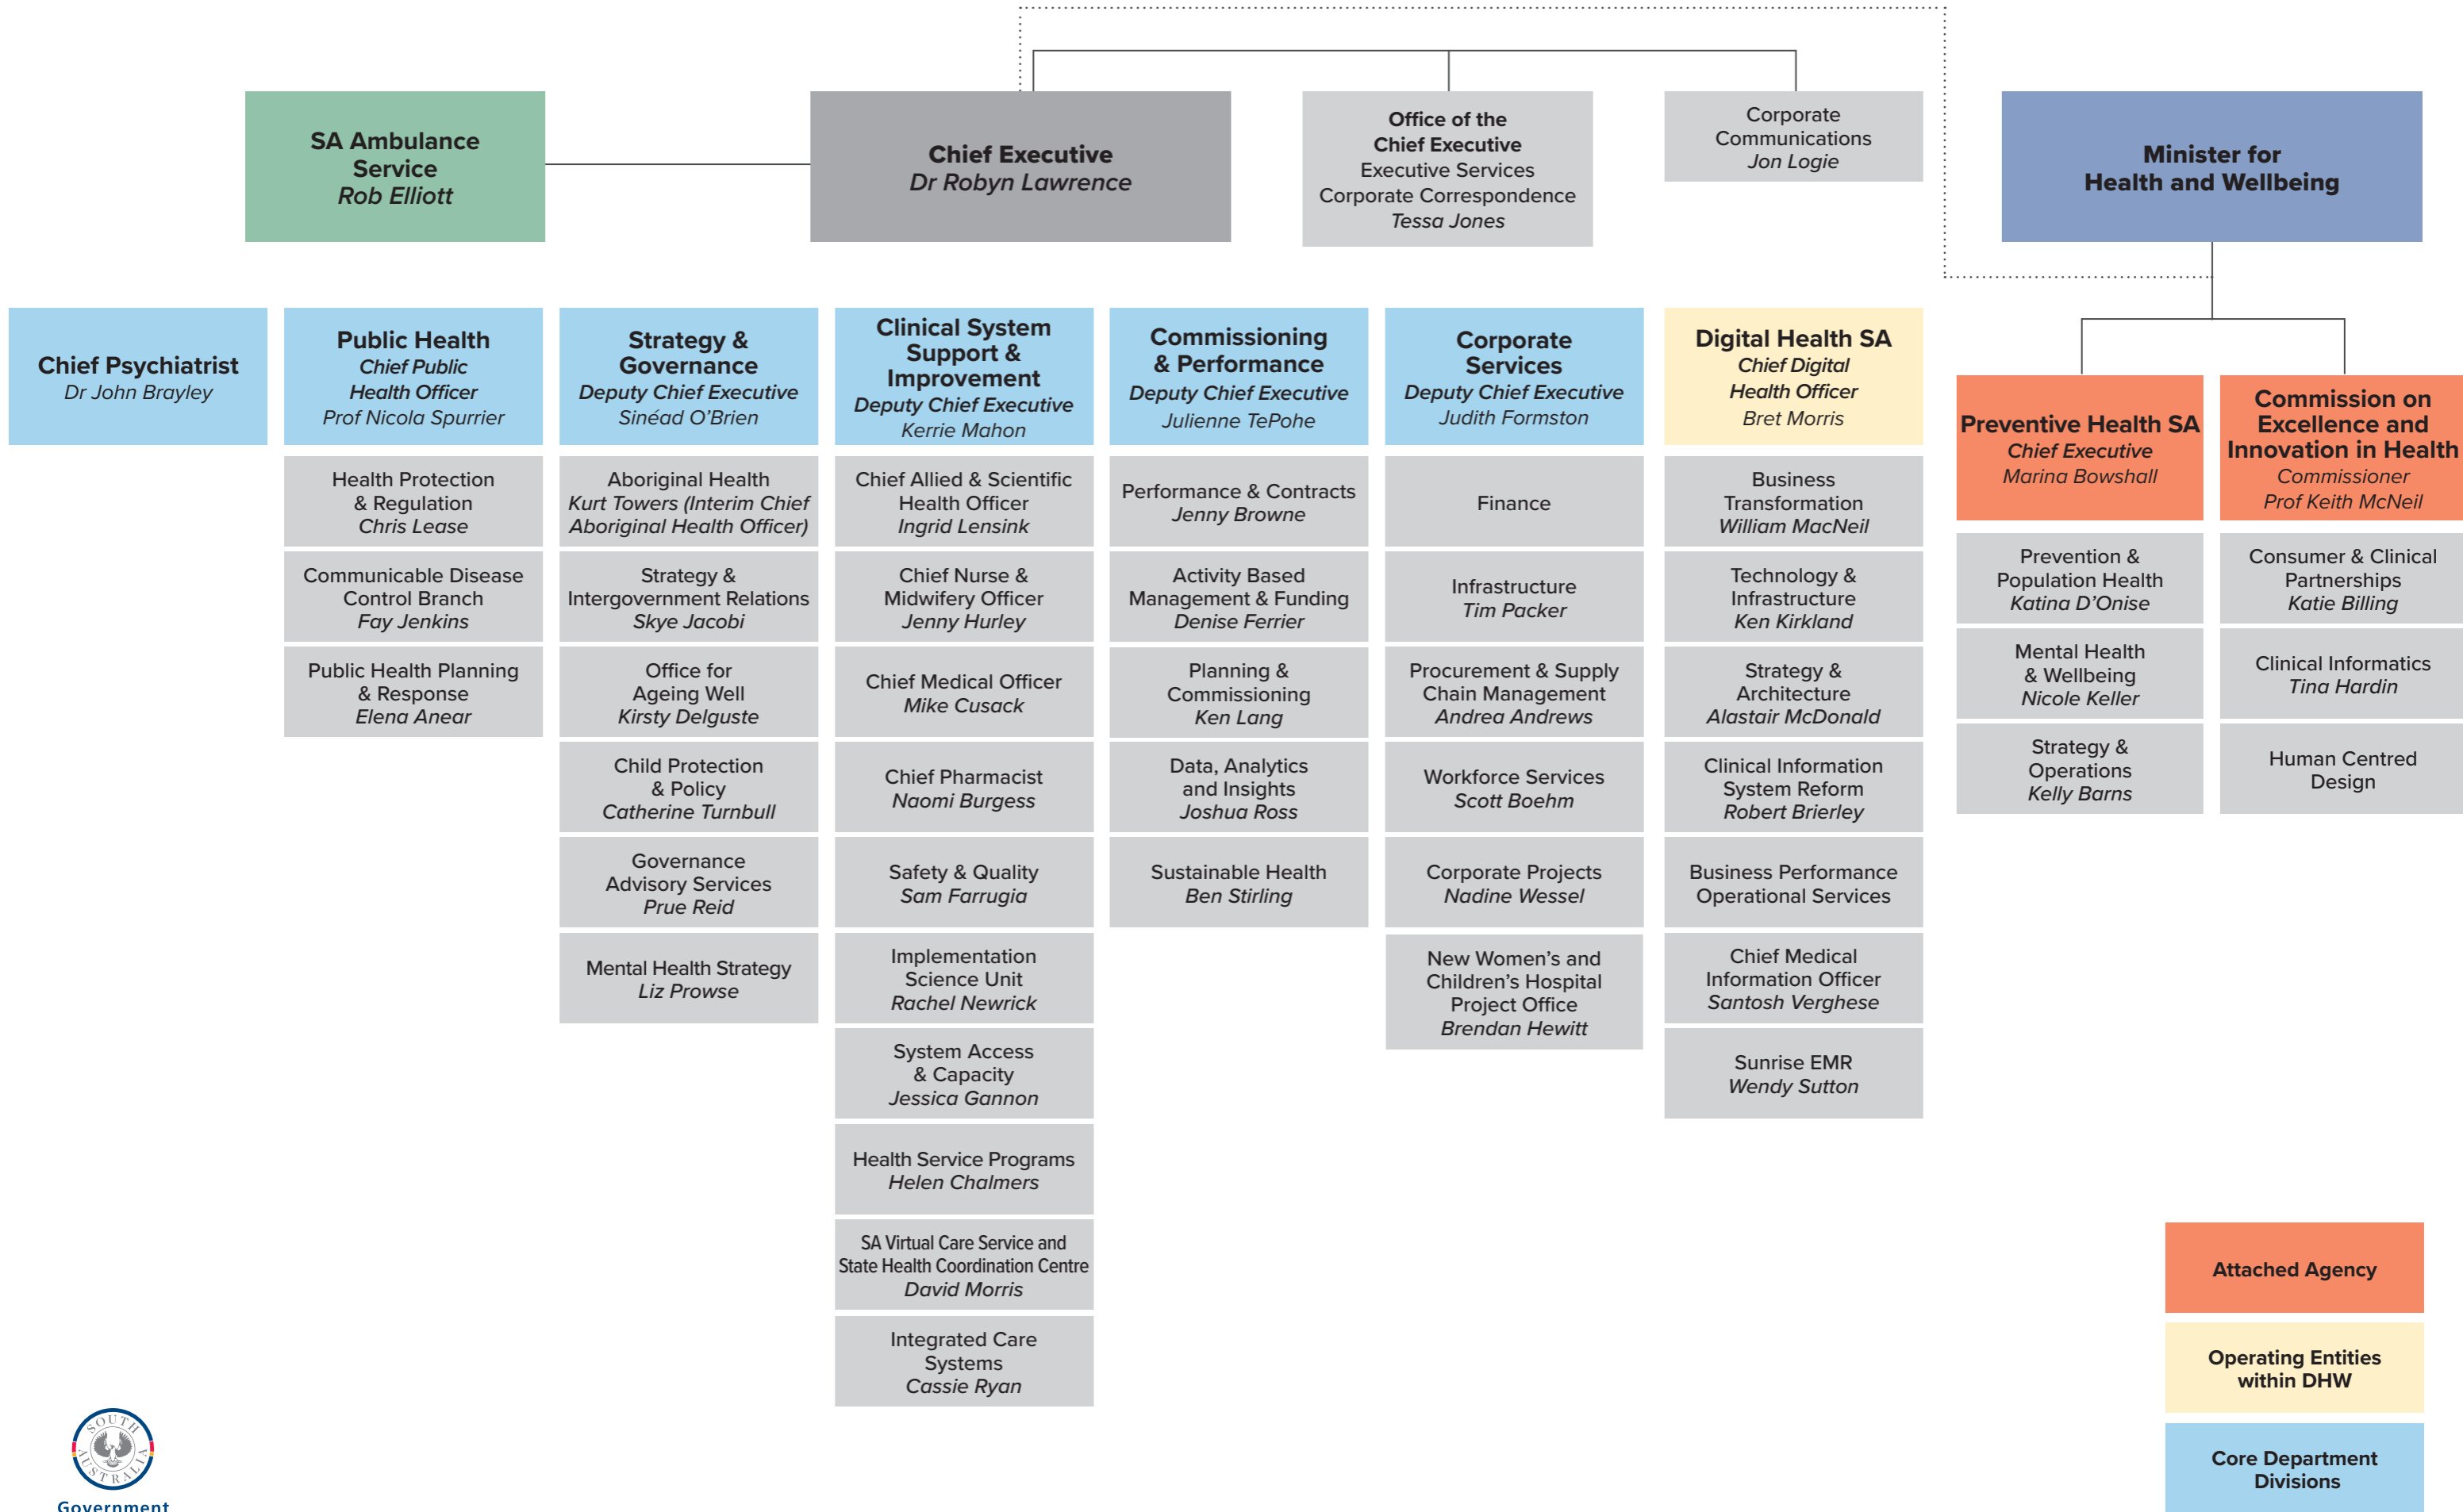 SA Ambulance
Service
Rob Elliott
Chief Executive
Dr Robyn Lawrence
Office of the
Chief Executive
Executive Services
Corporate Correspondence
Tessa Jones
Corporate
Communications
Jon Logie
Minister for
Health and Wellbeing
Chief Psychiatrist
Dr John Brayley
Public Health
Chief Public
Health Officer
Prof Nicola Spurrier
Health Protection
& Regulation
Chris Lease
Communicable Disease
Control Branch
Fay Jenkins
Public Health Planning
& Response
Elena Anear
Strategy &
Governance
Deputy Chief Executive
Sinéad O’Brien
Aboriginal Health
Kurt Towers (Interim Chief
Aboriginal Health Officer)
Strategy &
Intergovernment Relations
Skye Jacobi
Office for
Ageing Well
Kirsty Delguste
Child Protection
& Policy
Catherine Turnbull
Governance
Advisory Services
Prue Reid
Mental Health Strategy
Liz Prowse
Clinical System
Support &
Improvement
Deputy Chief Executive
Kerrie Mahon
Chief Allied & Scientific
Health Officer
Ingrid Lensink
Chief Nurse &
Midwifery Officer
Jenny Hurley
Chief Medical Officer
Mike Cusack
Chief Pharmacist
Naomi Burgess
Safety & Quality
Sam Farrugia
Implementation
Science Unit
Rachel Newrick
System Access
& Capacity
Jessica Gannon
Health Service Programs
Helen Chalmers
SA Virtual Care Service and
State Health Coordination Centre
David Morris
Integrated Care
Systems
Cassie Ryan
Commissioning
& Performance
Deputy Chief Executive
Julienne TePohe
Performance & Contracts
Jenny Browne
Activity Based
Management & Funding
Denise Ferrier
Planning &
Commissioning
Ken Lang
Data, Analytics
and Insights
Joshua Ross
Sustainable Health
Ben Stirling
Corporate
Services
Deputy Chief Executive
Judith Formston
Finance
Infrastructure
Tim Packer
Procurement & Supply
Chain Management
Andrea Andrews
Workforce Services
Scott Boehm
Corporate Projects
Nadine Wessel
New Women’s and
Children’s Hospital
Project Office
Brendan Hewitt
Digital Health SA
Chief Digital
Health Officer
Bret Morris
Business
Transformation
William MacNeil
Technology &
Infrastructure
Ken Kirkland
Strategy &
Architecture
Alastair McDonald
Clinical Information
System Reform
Robert Brierley
Business Performance
Operational Services
Chief Medical
Information Officer
Santosh Verghese
Sunrise EMR
Wendy Sutton
Preventive Health SA
Chief Executive
Marina Bowshall
Prevention &
Population Health
Katina D’Onise
Mental Health
& Wellbeing
Nicole Keller
Strategy &
Operations
Kelly Barns
Commission on
Excellence and
Innovation in Health
Commissioner
Prof Keith McNeil
Consumer & Clinical
Partnerships
Katie Billing
Clinical Informatics
Tina Hardin
Human Centred
Design
Attached Agency
Operating Entities
within DHW
Core Department
Divisions
SOUTH
AUSTRALIA
Government